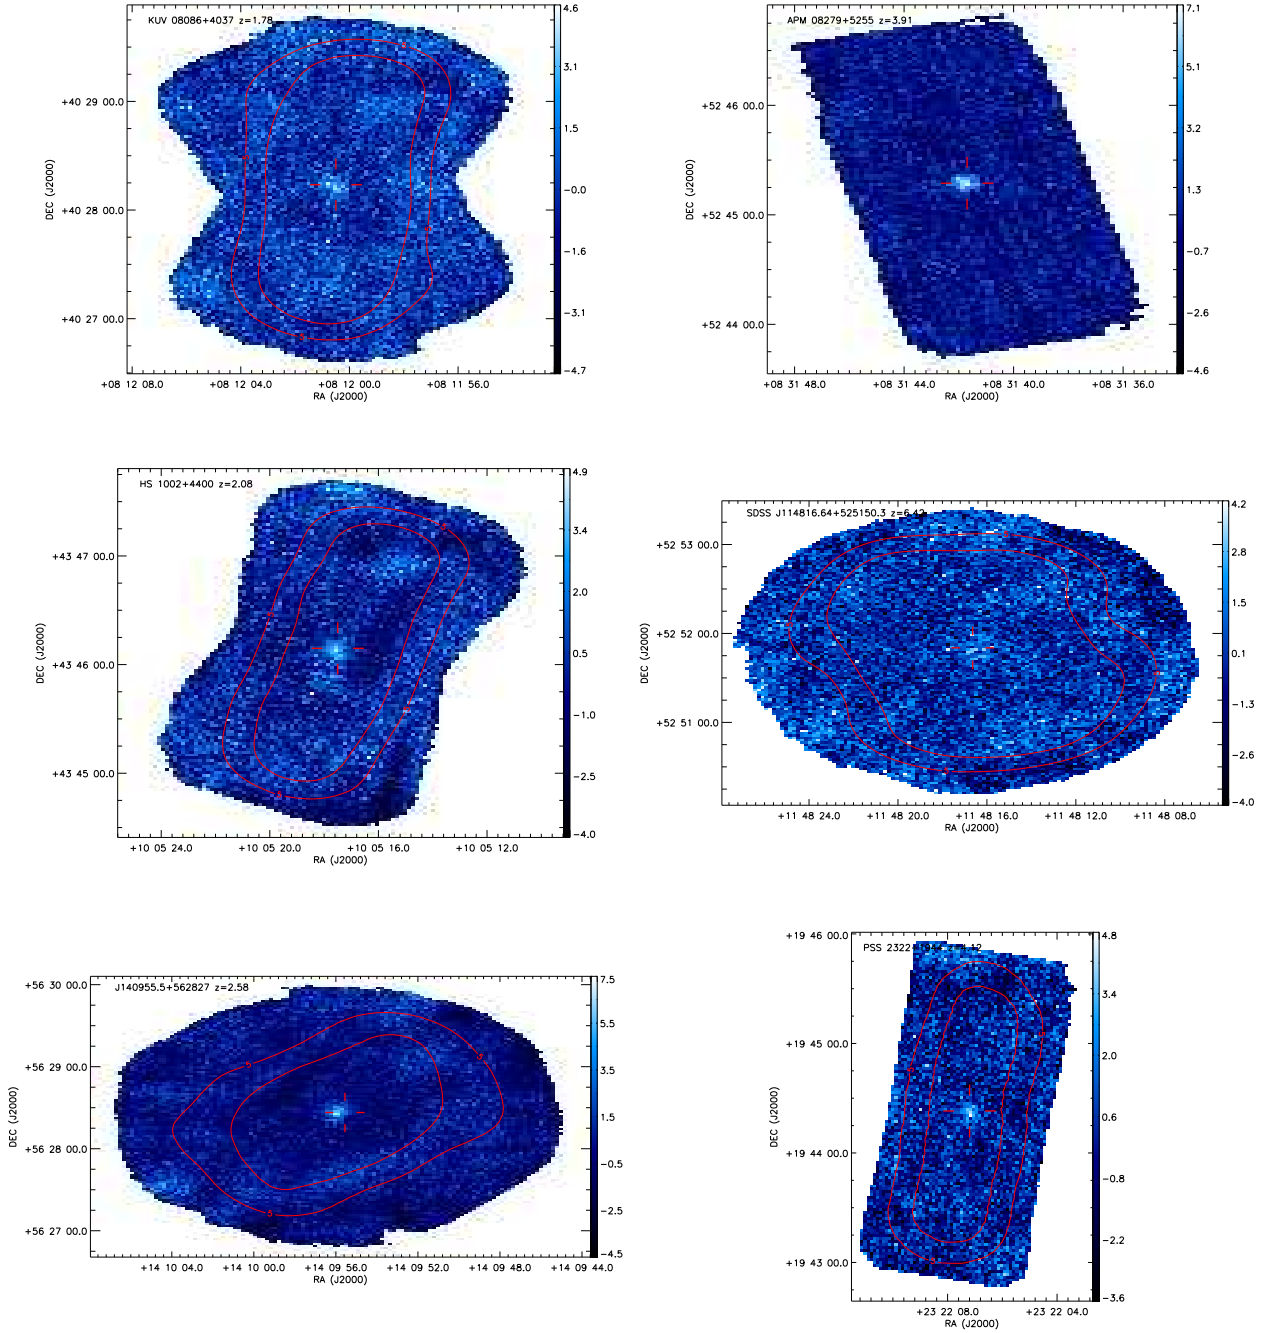 KUV 08086+4037 z=1.78
4.6
3.1
1.5
−0.0
−1.6
−3.1
−4.7
+40 29 00.0
+40 28 00.0
+40 27 00.0
DEC (J2000)
+08 12 08.0 +08 12 04.0 +08 12 00.0 +08 11 56.0
RA (J2000)
APM 08279+5255 z=3.91
7.1
5.1
3.2
1.3
−0.7
−2.6
−4.6
+52 46 00.0
+52 45 00.0
+52 44 00.0
DEC (J2000)
+08 31 48.0 +08 31 44.0 +08 31 40.0 +08 31 36.0
RA (J2000)
HS 1002+4400 z=2.08
4.9
3.4
2.0
0.5
−1.0
−2.5
−4.0
+43 47 00.0
+43 46 00.0
+43 45 00.0
DEC (J2000)
+10 05 24.0 +10 05 20.0 +10 05 16.0 +10 05 12.0
RA (J2000)
SDSS J114816.64+525150.3 z=6.42
4.2
2.8
1.5
0.1
−1.3
−2.6
−4.0
+52 53 00.0
+52 52 00.0
+52 51 00.0
DEC (J2000)
+11 48 24.0 +11 48 20.0 +11 48 16.0 +11 48 12.0 +11 48 08.0
RA (J2000)
J140955.5+562827 z=2.58
7.5
5.5
3.5
1.5
−0.5
−2.5
−4.5
+56 30 00.0
+56 29 00.0
+56 28 00.0
+56 27 00.0
DEC (J2000)
+14 10 04.0 +14 10 00.0 +14 09 56.0 +14 09 52.0 +14 09 48.0 +14 09 44.0
RA (J2000)
PSS
4.8
3.4
2.0
0.6
−0.8
−2.2
−3.6
+19 46 00.0
+19 45 00.0
+19 44 00.0
+19 43 00.0
DEC (J2000)
+23 22 08.0 +23 22 04.0
RA (J2000)